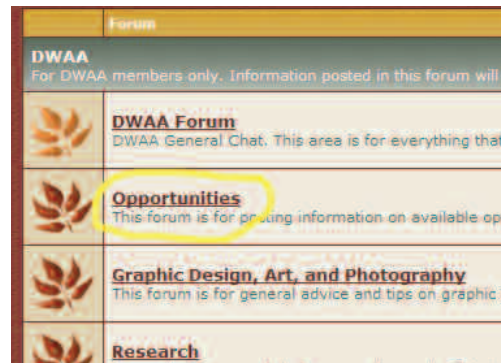 Forum
DWAA
For DWAA members only. Information posted in this forum will
DWAA Forum
DWAA General Chat. This area is for everything that
Opportunities
This forum is for posting information on available op
Graphic Design, Art, and Photography
This forum is for general advice and tips on graphic
Research